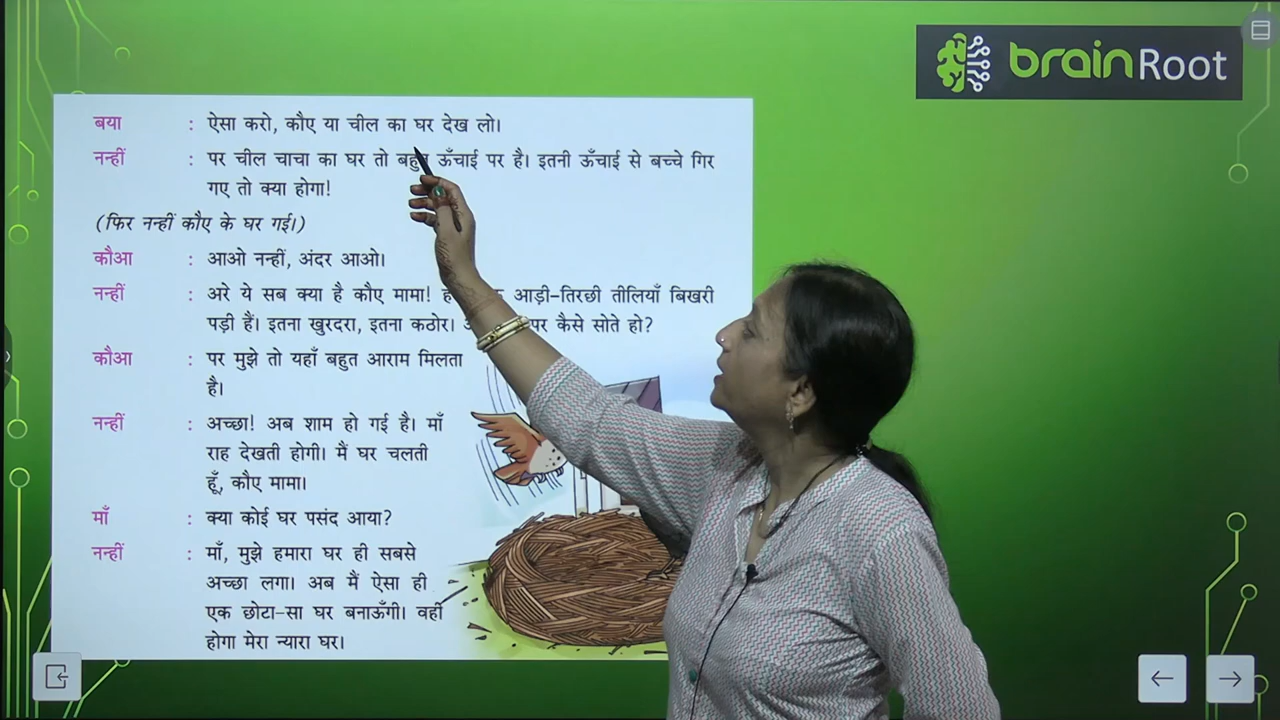 brainRoot
बया : ऐसा करो, कौए या चील का घर देख लो।
नन्हीं : पर चील चाचा का घर तो बहुत ऊँचाई पर है। इतनी ऊँचाई से बच्चे गिर
गए तो क्या होगा!
(फिर नन्हीं कौए के घर गई।)
कौआ : आओ नन्हीं, अंदर आओ।
नन्हीं : अरे ये सब क्या है कौए मामा! आड़ी-तिरछी तीलियाँ बिखरी
पड़ी हैं। इतना खुरदरा, इतना कठोर। पर कैसे सोते हो?
कौआ : पर मुझे तो यहाँ बहुत आराम मिलता
है।
नन्हीं : अच्छा! अब शाम हो गई है। माँ
राह देखती होगी। मैं घर चलती
हूँ, कौए मामा।
माँ : क्या कोई घर पसंद आया?
नन्हीं : माँ, मुझे हमारा घर ही सबसे
अच्छा लगा। अब मैं ऐसा ही
एक छोटा-सा घर बनाऊँगी। वहीं
होगा मेरा न्यारा घर।